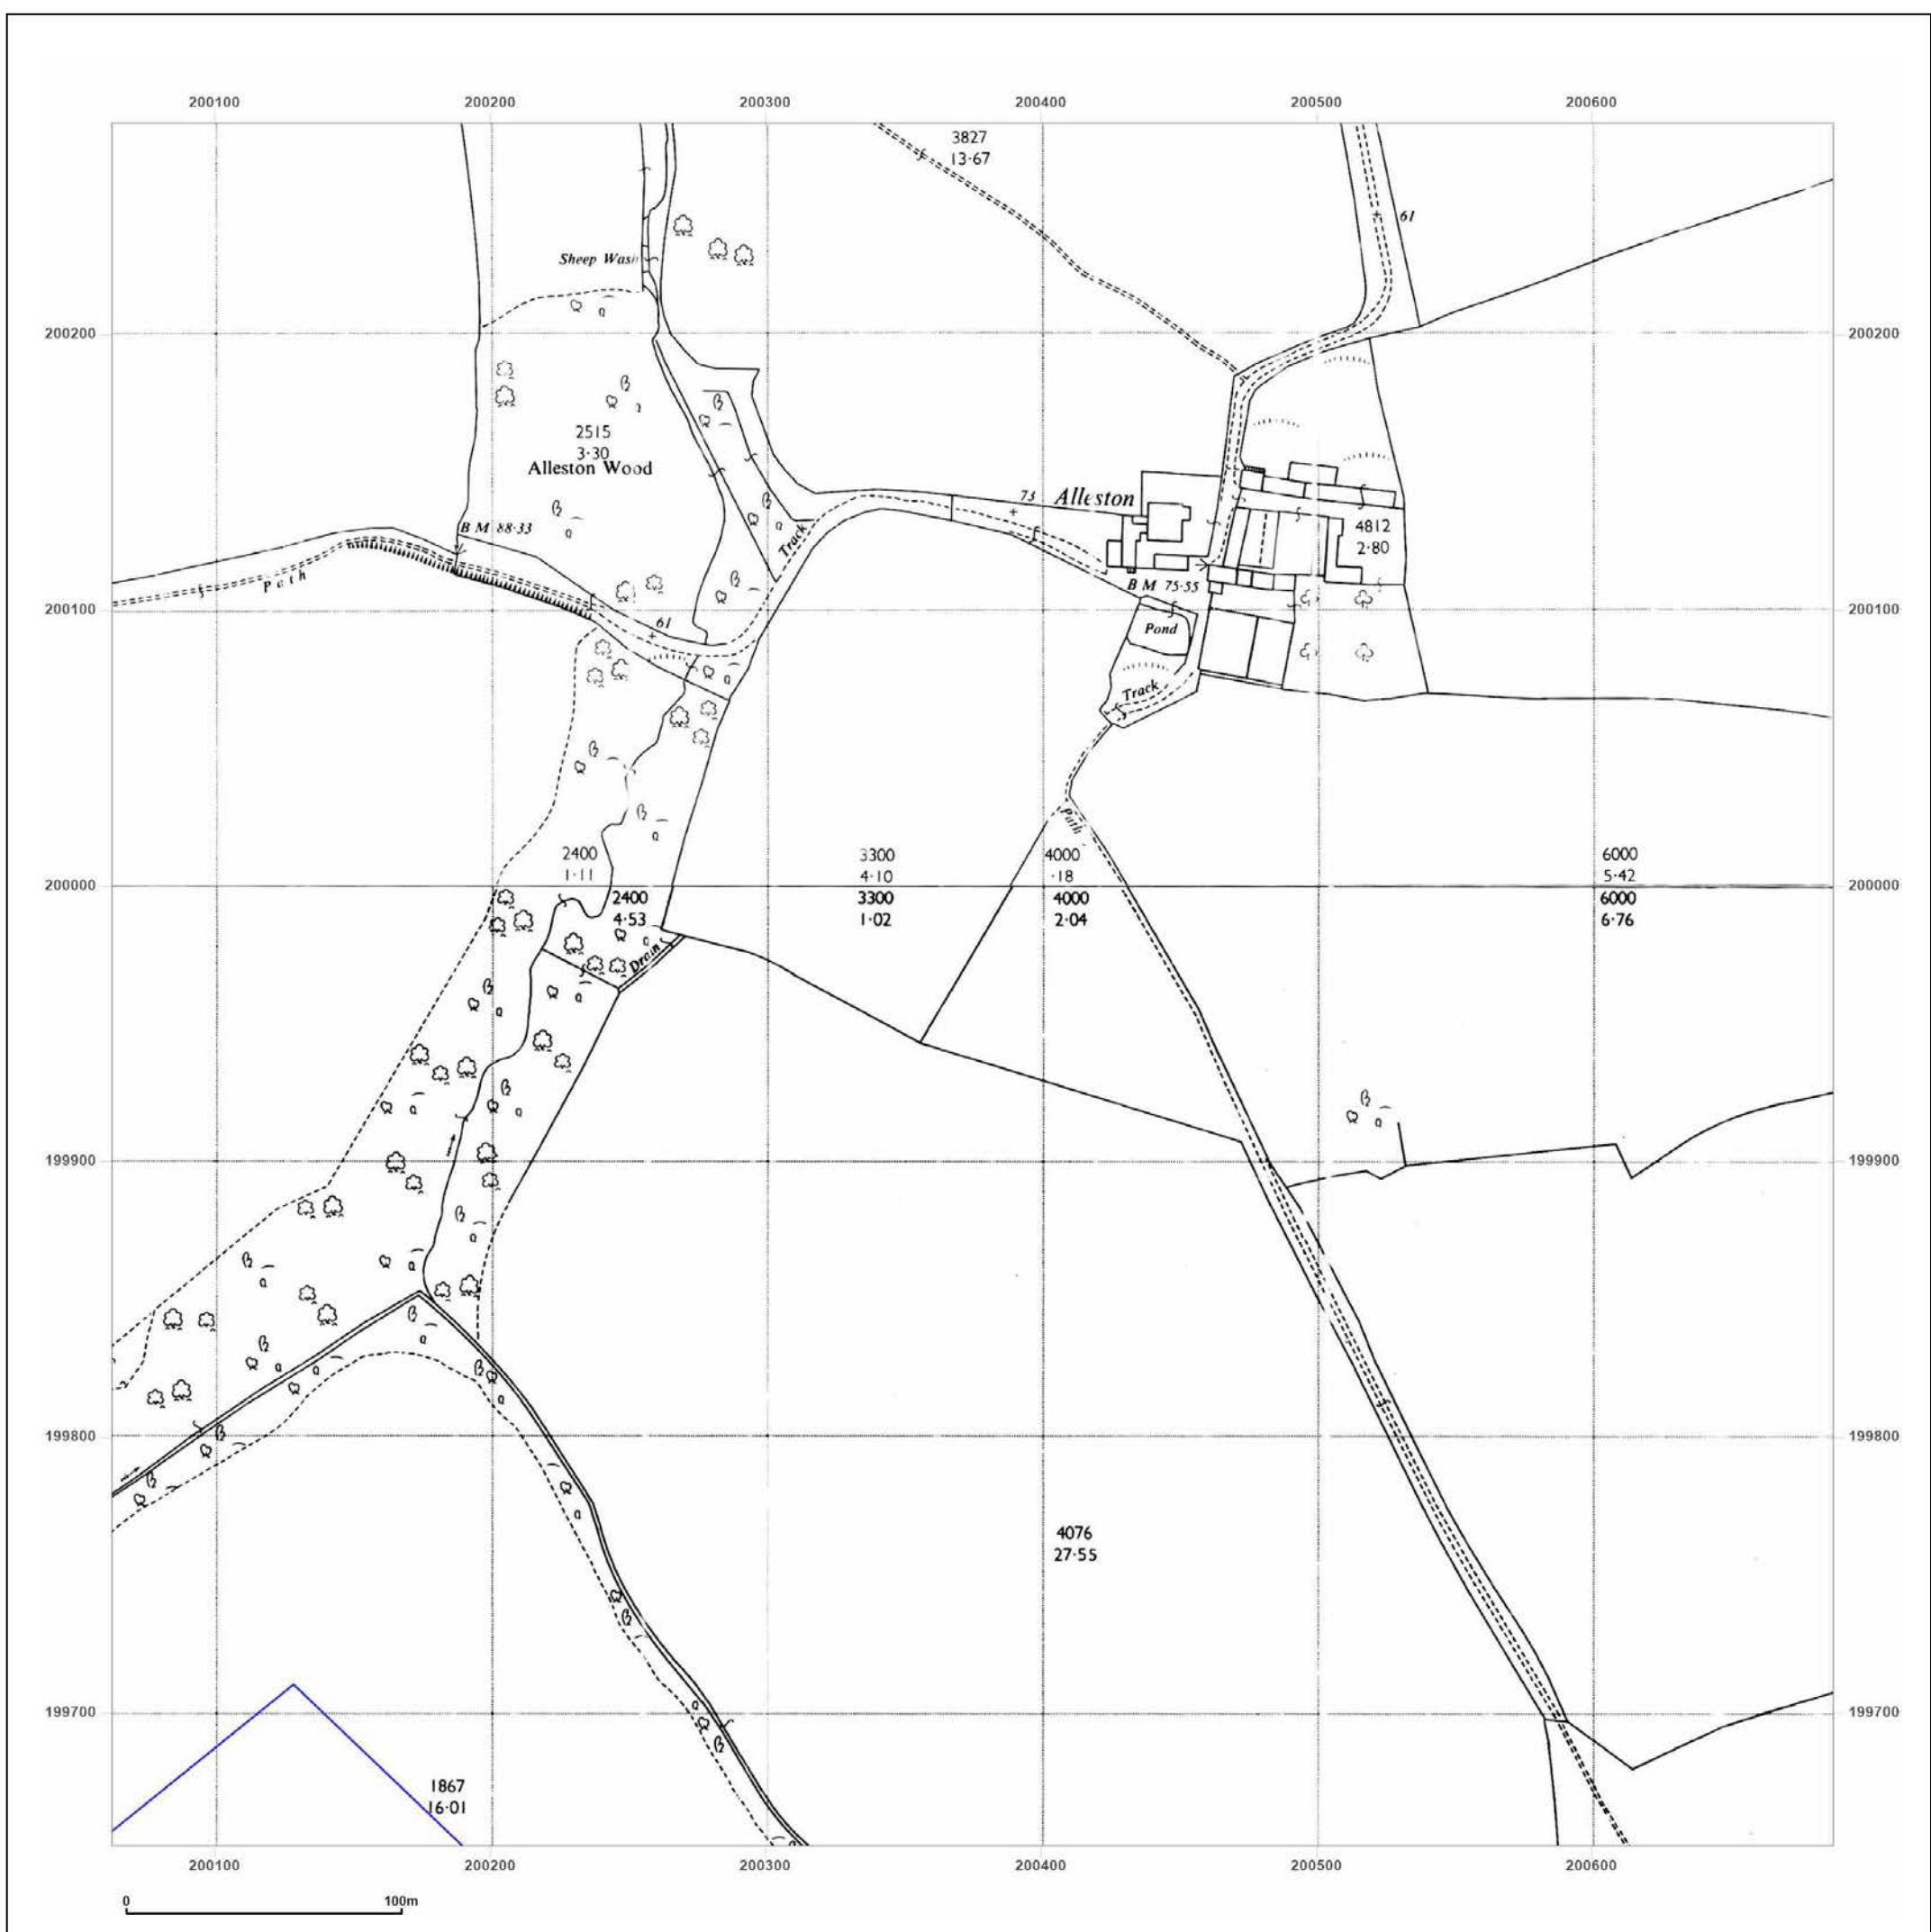 200100 200200 200300 200400 200500 200600
3827
13·67
61
Sheep Wash
200200 200200
2515
3·30
Alleston Wood
73 Alleston
4812
2·80
B M 88·33
Track
Path
B M 75·55
200100 200100
61
Pond
Track
Path
2400
1·11
3300
4·10
4000
·18
6000
5·42
200000 200000
2400
4·53
3300
1·02
4000
2·04
6000
6·76
Drain
199900 199900
199800 199800
4076
27·55
199700 199700
1867
16·01
200100 200200 200300 200400 200500 200600
0 100m